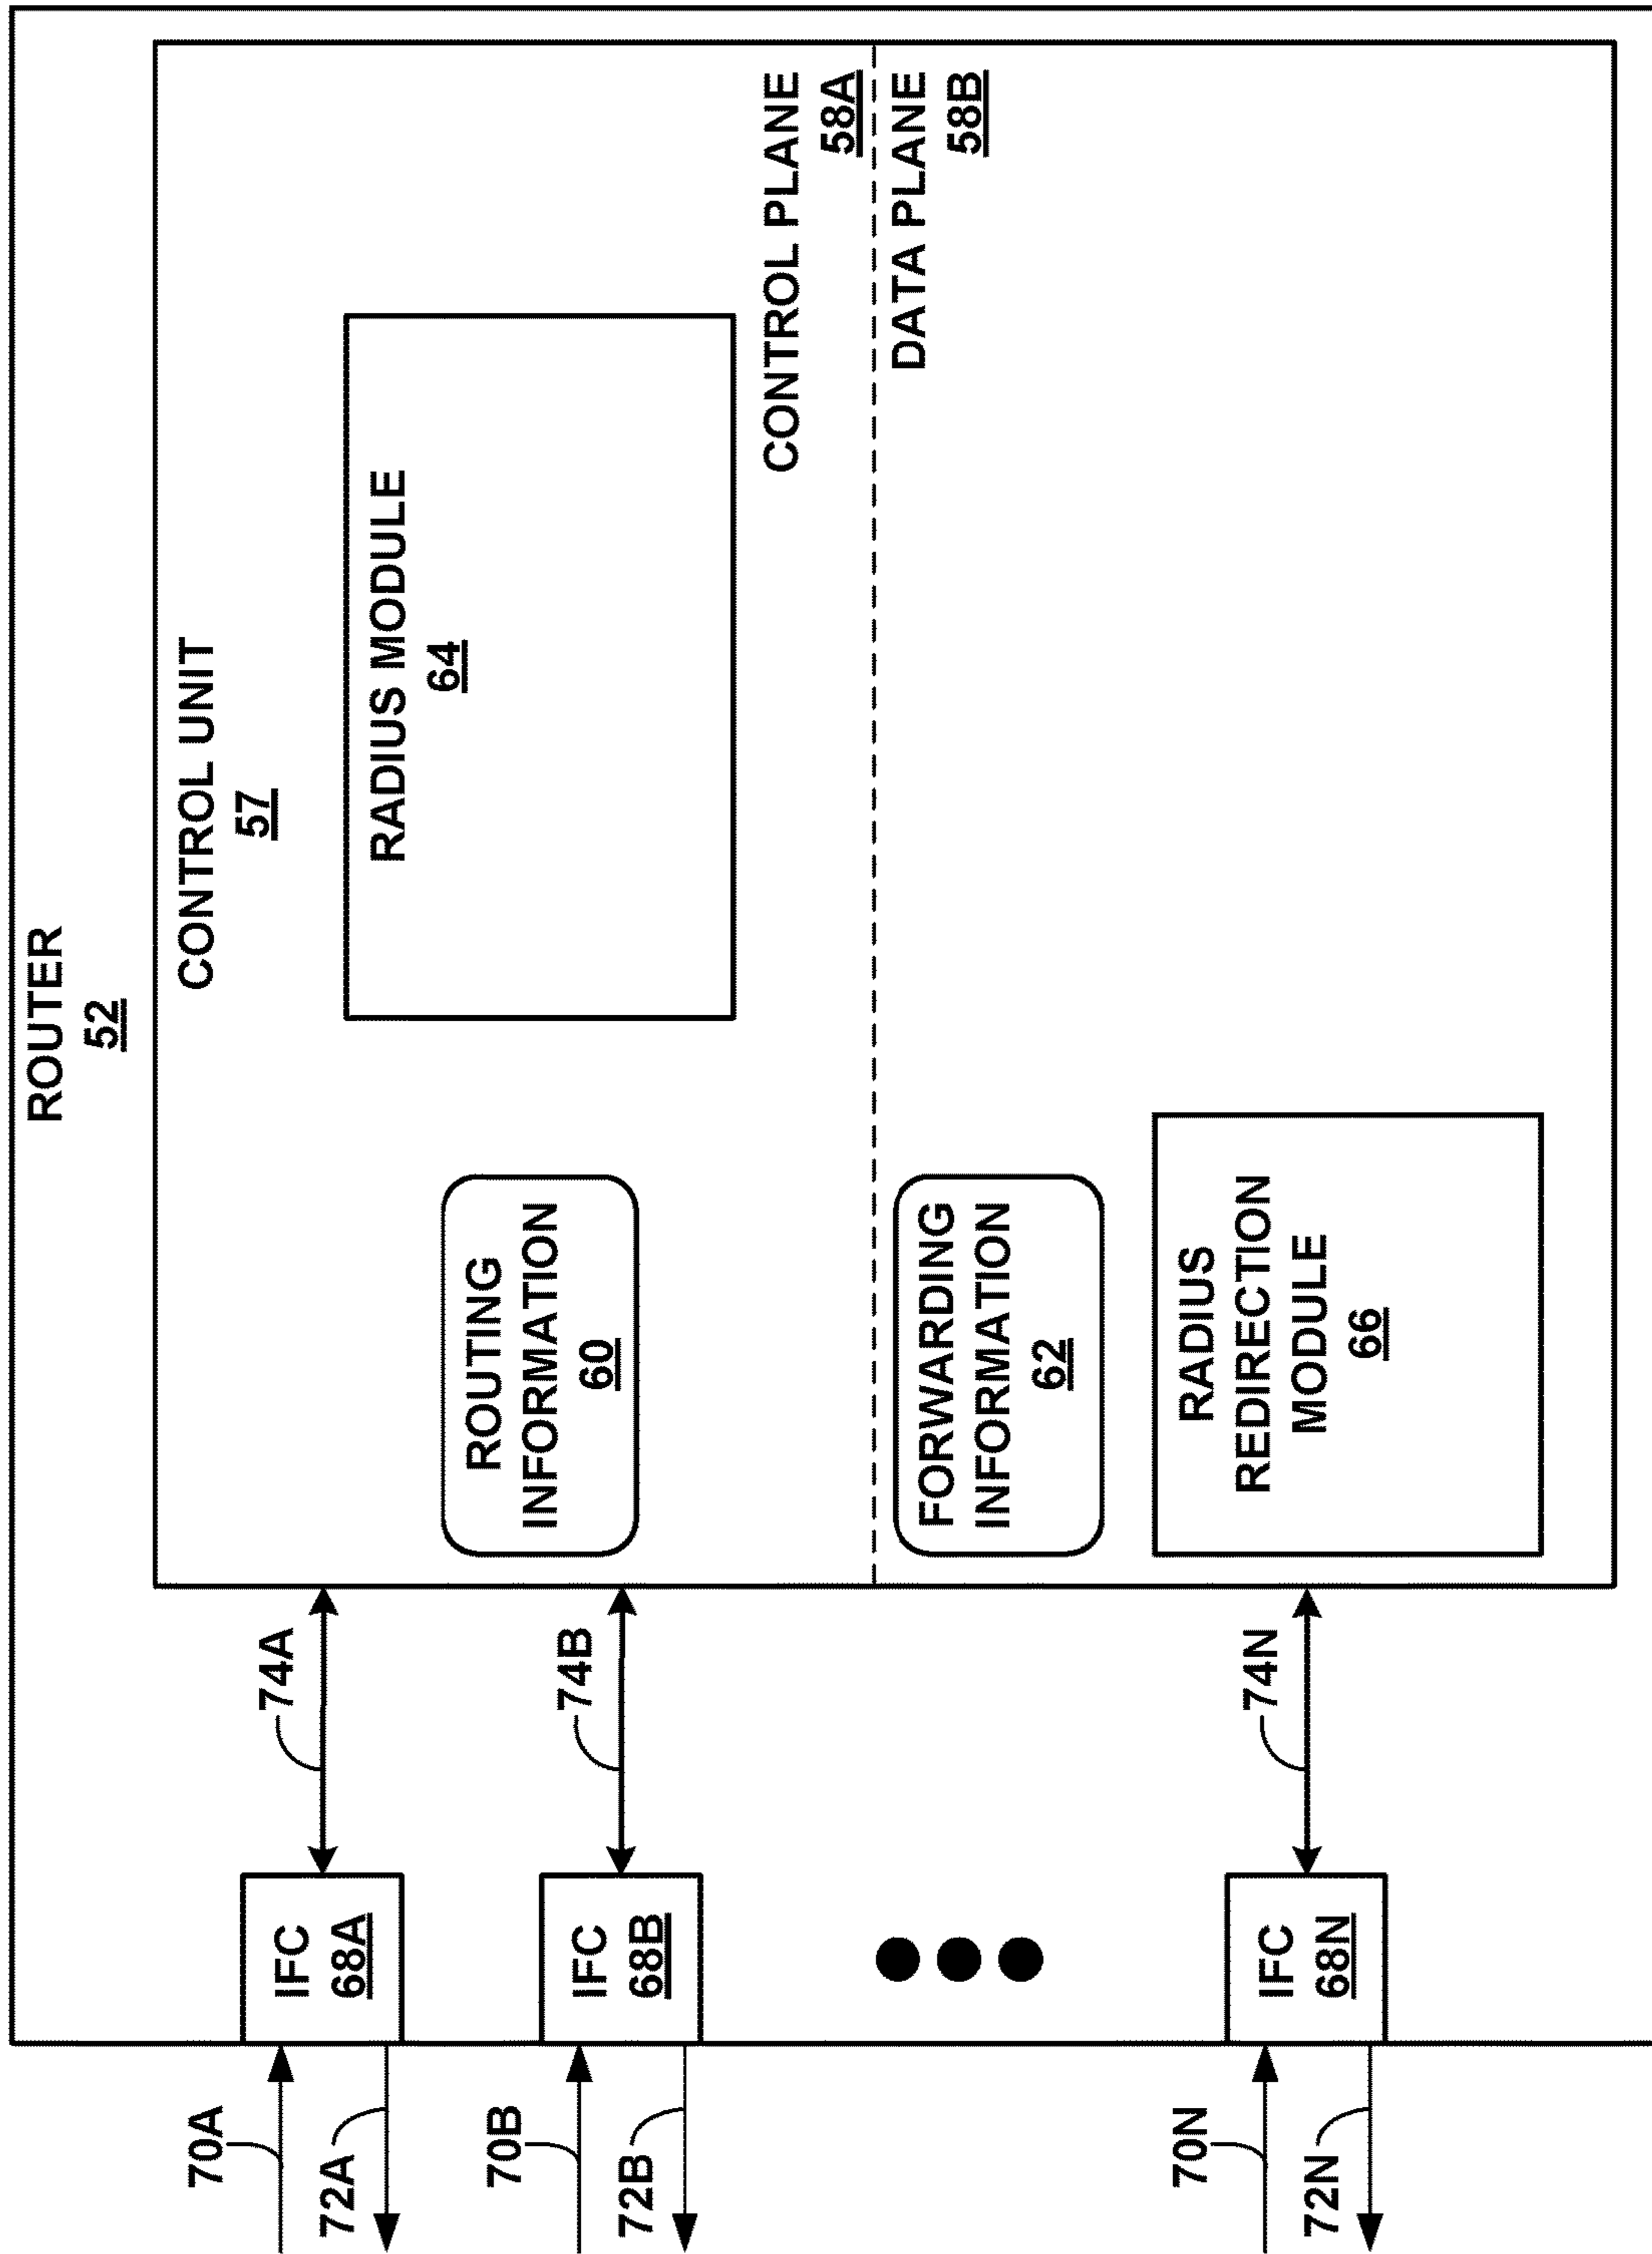 ROUTER
52
CONTROL UNIT
57
RADIUS MODULE
64
CONTROL PLANE
58A
DATA PLANE
58B
ROUTING
INFORMATION
60
FORWARDING
INFORMATION
62
RADIUS
REDIRECTION
MODULE
66
74A
74B
74N
IFC
68A
IFC
68B
IFC
68N
70A
72A
70B
72B
70N
72N